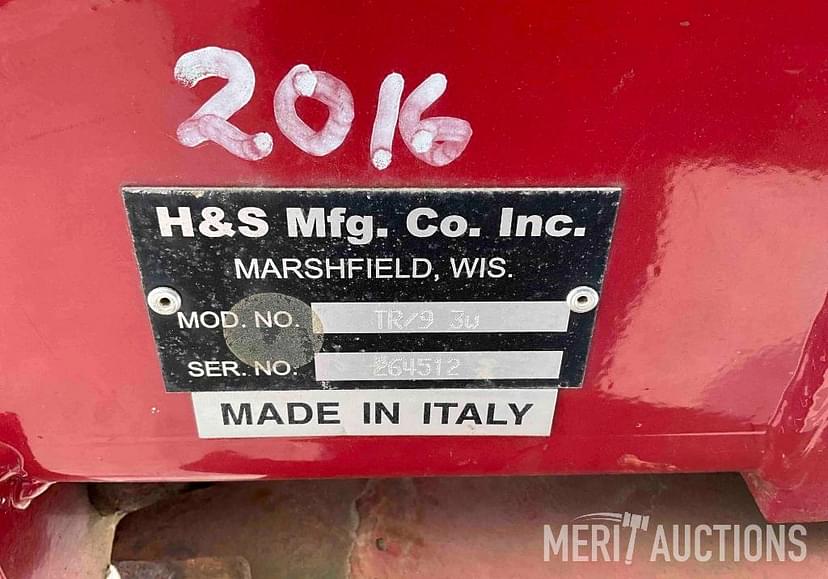 2016
H&S Mfg. Co. Inc.
MARSHFIELD, WIS.
MOD. NO. TR/9 3w
SER. NO. 264512
MADE IN ITALY
MERIT AUCTIONS